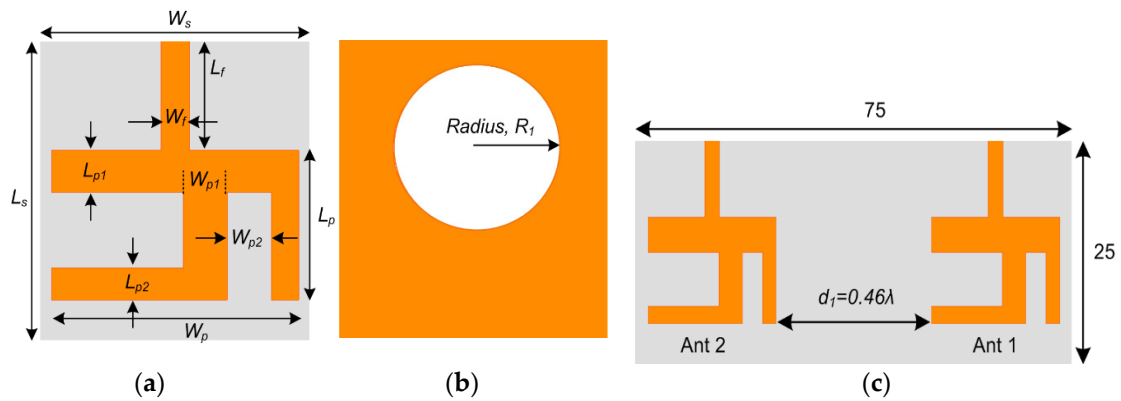 Ws
Lf
Wf
Lp1
Wp1
Ls
Lp
Wp2
Lp2
Wp
(a)
Radius, R1
(b)
75
25
d1=0.46λ
Ant 2
Ant 1
(c)